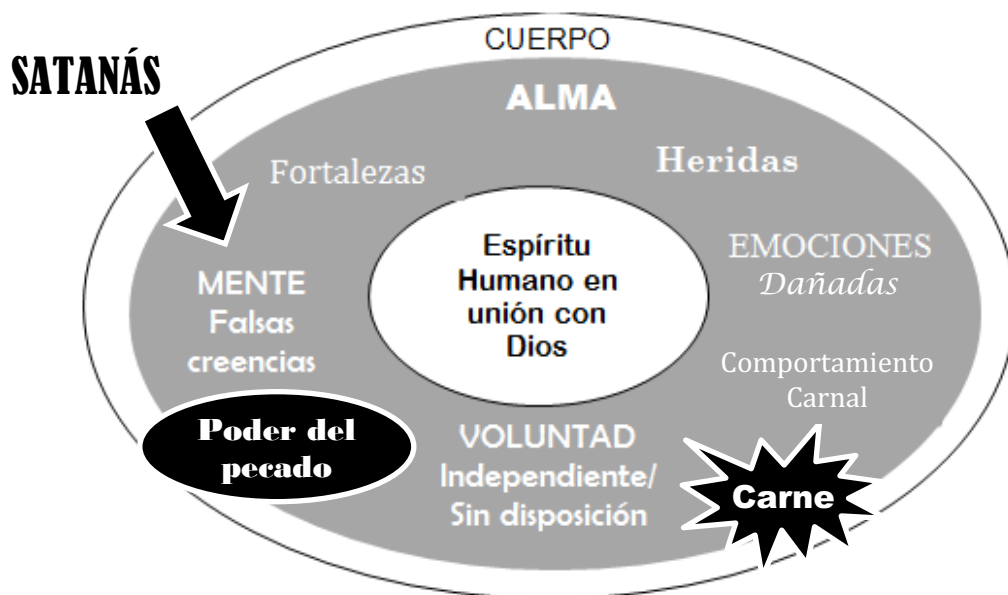 CUERPO
SATANÁS
ALMA
Fortalezas
Heridas
Espíritu
Humano en
unión con
Dios
EMOCIONES
Dañadas
MENTE
Falsas
creencias
Comportamiento
Carnal
Poder del
pecado
VOLUNTAD
Independiente/
Sin disposición
Carne